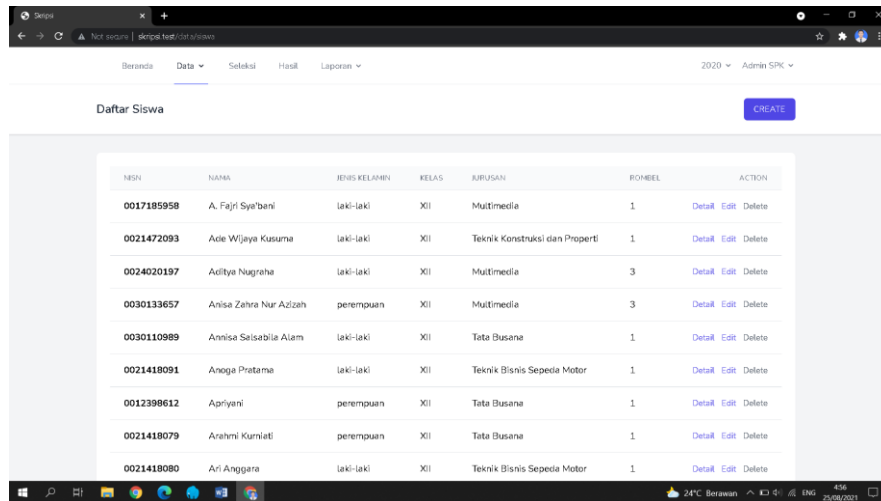 Skripsi
Not secure | skripsi.test/data/siswa
Beranda Data Seleksi Hasil Laporan 2020 Admin SPK
Daftar Siswa CREATE
NISN NAMA JENIS KELAMIN KELAS JURUSAN ROMBEL ACTION
0017185958 A. Fajri Sya'bani laki-laki XII Multimedia 1 Detail Edit Delete
0021472093 Ade Wijaya Kusuma laki-laki XII Teknik Konstruksi dan Properti 1 Detail Edit Delete
0024020197 Aditya Nugraha laki-laki XII Multimedia 3 Detail Edit Delete
0030133657 Anisa Zahra Nur Azizah perempuan XII Multimedia 3 Detail Edit Delete
0030110989 Annisa Salsabila Alam laki-laki XII Tata Busana 1 Detail Edit Delete
0021418091 Anoga Pratama laki-laki XII Teknik Bisnis Sepeda Motor 1 Detail Edit Delete
0012398612 Apriyani perempuan XII Tata Busana 1 Detail Edit Delete
0021418079 Arahmi Kurniati perempuan XII Tata Busana 1 Detail Edit Delete
0021418080 Ari Anggara laki-laki XII Teknik Bisnis Sepeda Motor 1 Detail Edit Delete
24°C Berawan ENG 4:56
25/08/2021